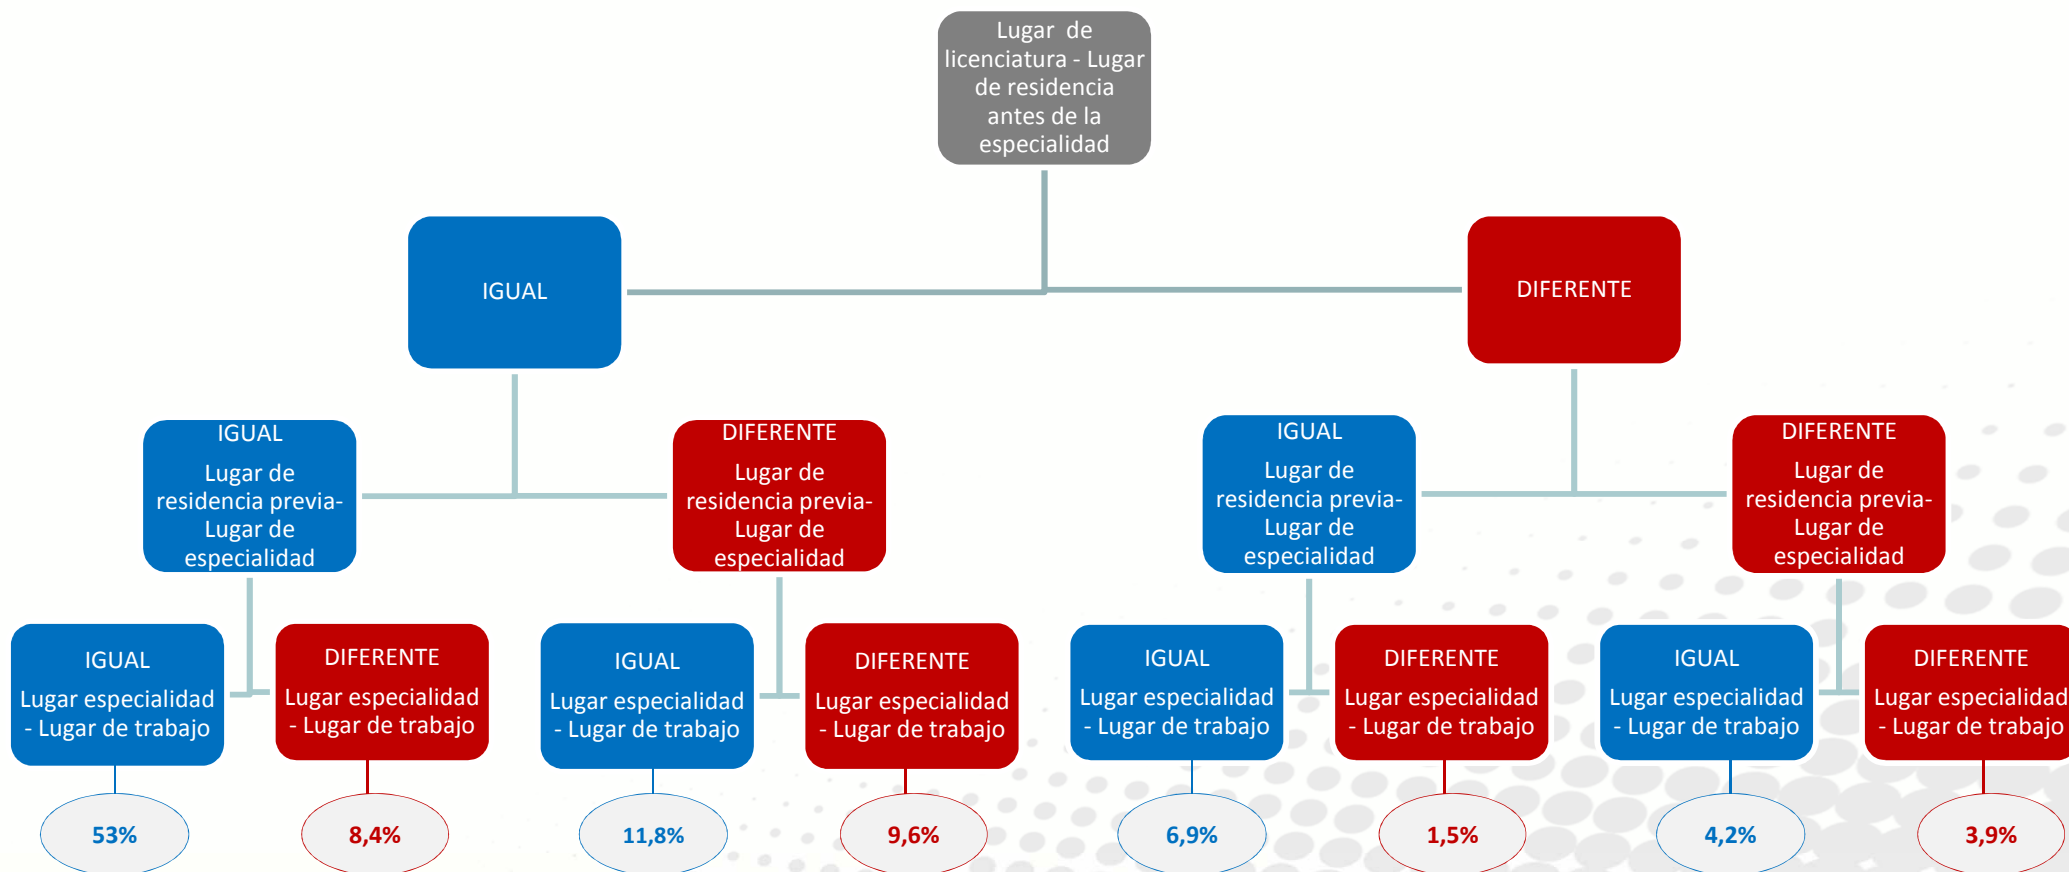 Lugar de
licenciatura - Lugar
de residencia
antes de la
especialidad
IGUAL
DIFERENTE
IGUAL
Lugar de
residencia previa-
Lugar de
especialidad
DIFERENTE
Lugar de
residencia previa-
Lugar de
especialidad
IGUAL
Lugar de
residencia previa-
Lugar de
especialidad
DIFERENTE
Lugar de
residencia previa-
Lugar de
especialidad
IGUAL
Lugar especialidad
- Lugar de trabajo
DIFERENTE
Lugar especialidad
- Lugar de trabajo
IGUAL
Lugar especialidad
- Lugar de trabajo
DIFERENTE
Lugar especialidad
- Lugar de trabajo
IGUAL
Lugar especialidad
- Lugar de trabajo
DIFERENTE
Lugar especialidad
- Lugar de trabajo
IGUAL
Lugar especialidad
- Lugar de trabajo
DIFERENTE
Lugar especialidad
- Lugar de trabajo
53%
8,4%
11,8%
9,6%
6,9%
1,5%
4,2%
3,9%